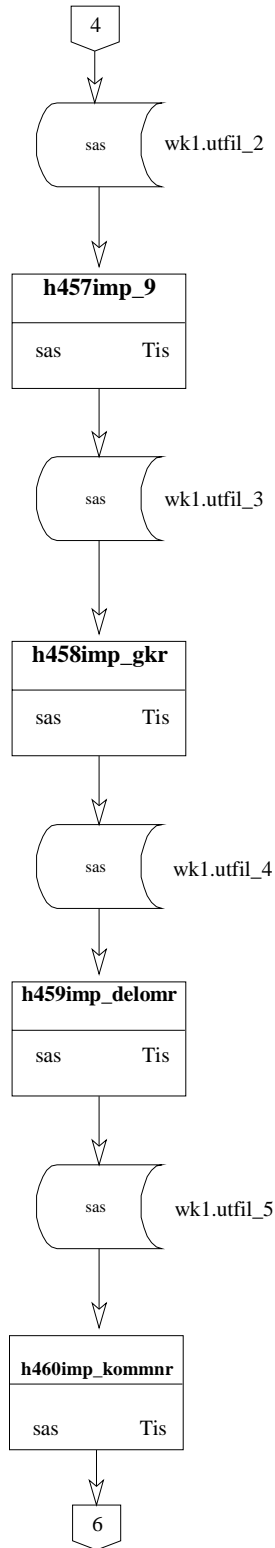 4
sas wk1.utfil_2
h457imp_9
sas Tis
sas wk1.utfil_3
h458imp_gkr
sas Tis
sas wk1.utfil_4
h459imp_delomr
sas Tis
sas wk1.utfil_5
h460imp_kommnr
sas Tis
6